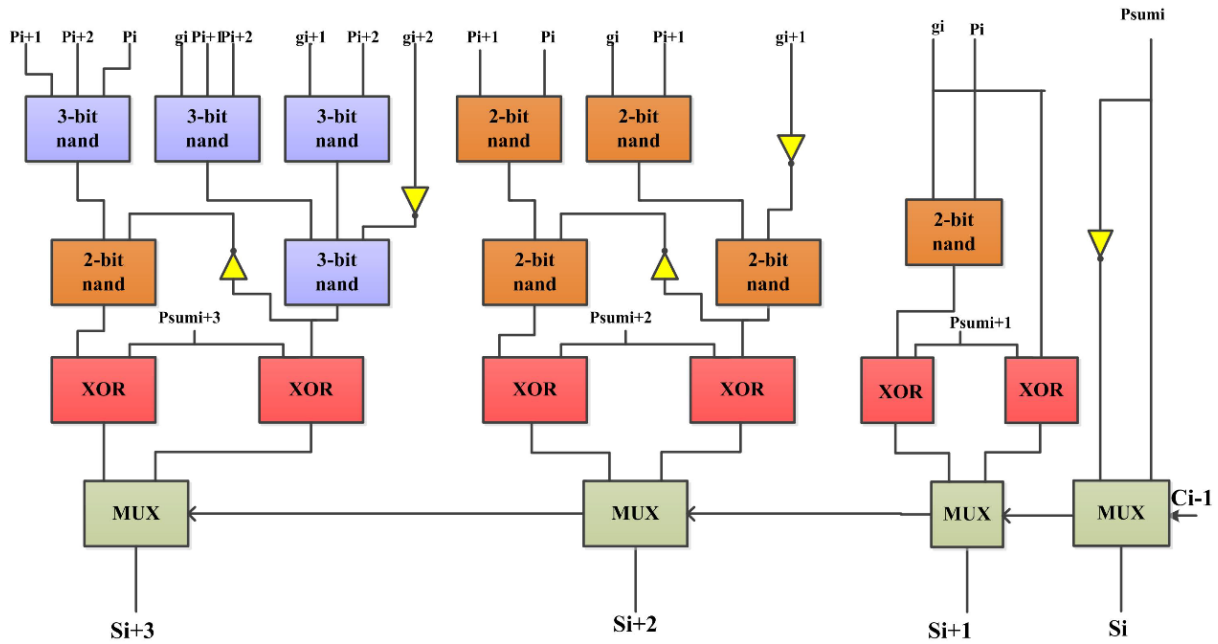 Psumi
Pi+1 Pi+2 Pi gi Pi+1 Pi+2 gi+1 Pi+2 gi+2 Pi+1 Pi gi Pi+1 gi+1 gi Pi
3-bit nand 3-bit nand 3-bit nand 2-bit nand 2-bit nand
2-bit nand
2-bit nand 3-bit nand 2-bit nand 2-bit nand
Psumi+3 Psumi+2 Psumi+1
XOR XOR XOR XOR XOR XOR
Ci-1
MUX MUX MUX MUX
Si+3 Si+2 Si+1 Si